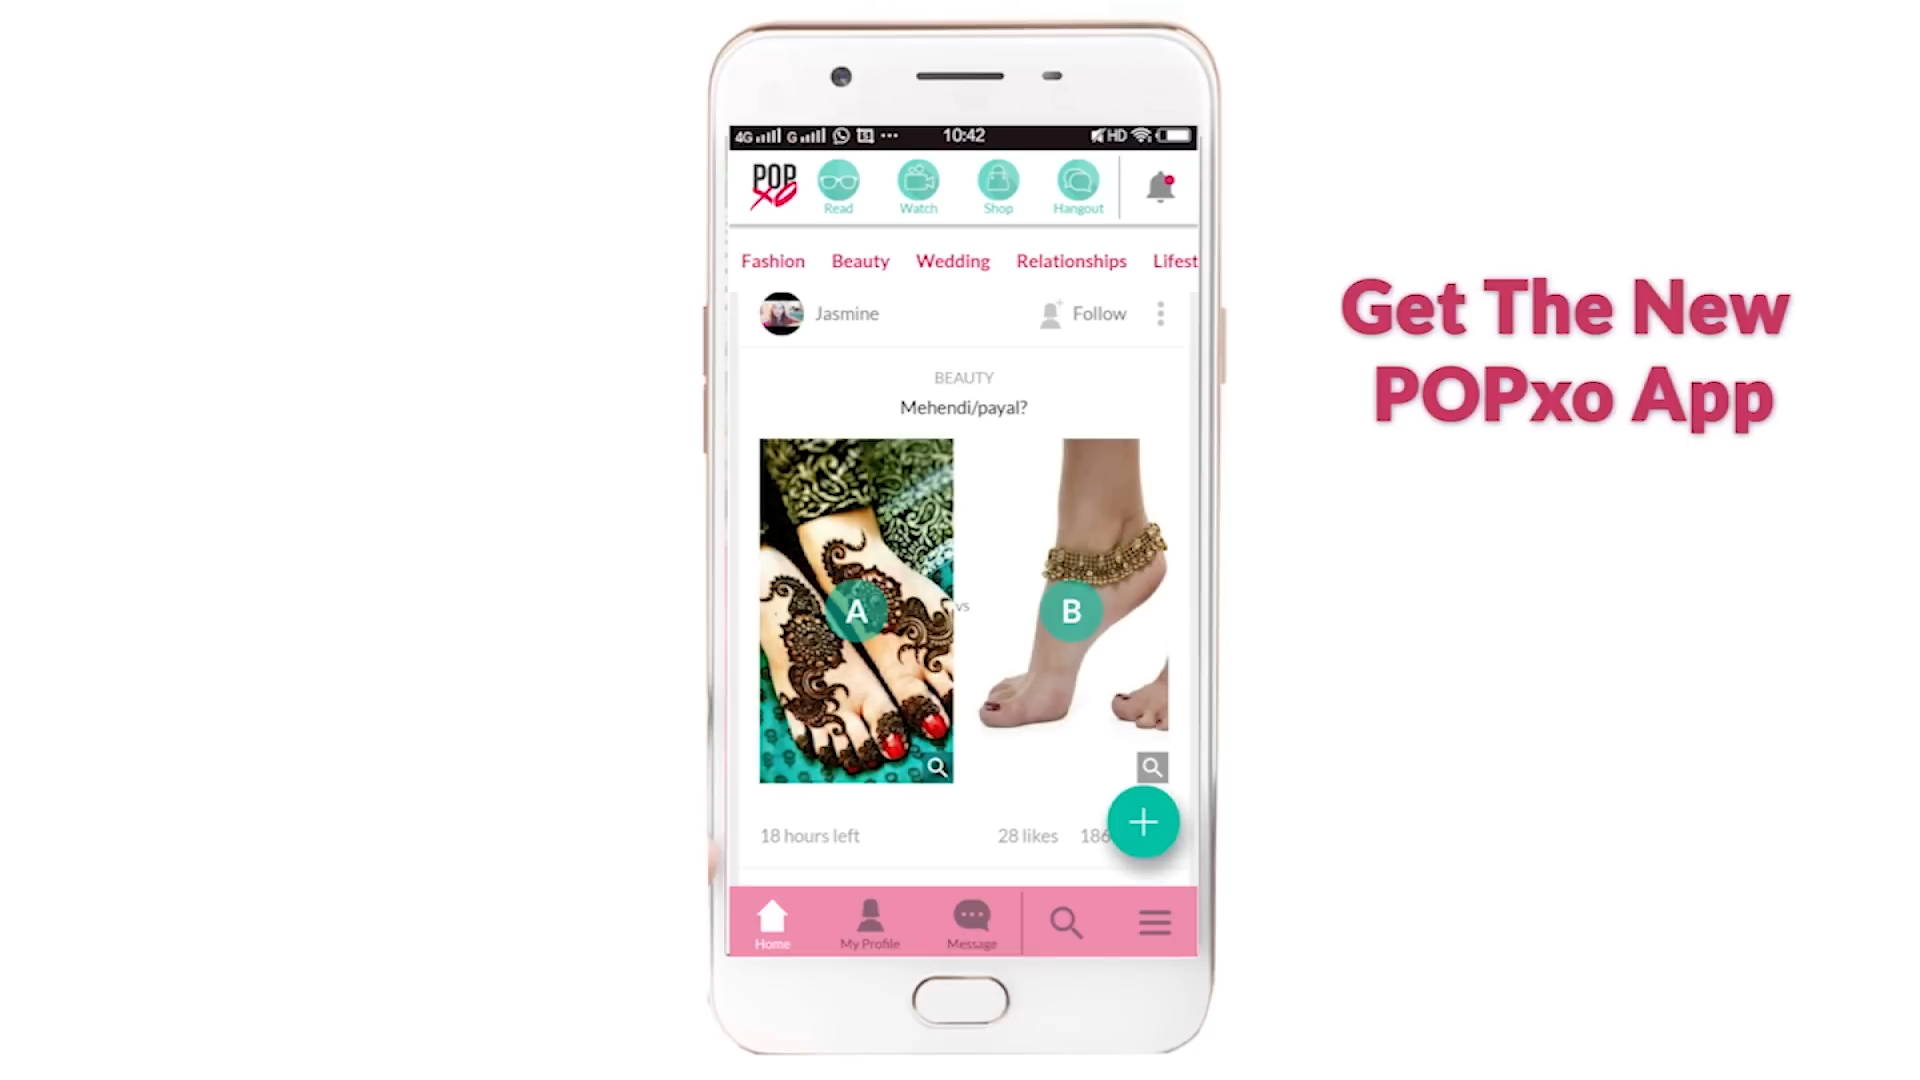 4G
G
10:42
HD
POP
xo
Read
Watch
Shop
Hangout
Fashion
Beauty
Wedding
Relationships
Lifest
Jasmine
Follow
BEAUTY
Mehendi/payal?
A
vs
B
18 hours left
28 likes
186
Home
My Profile
Message
Get The New
POPxo App